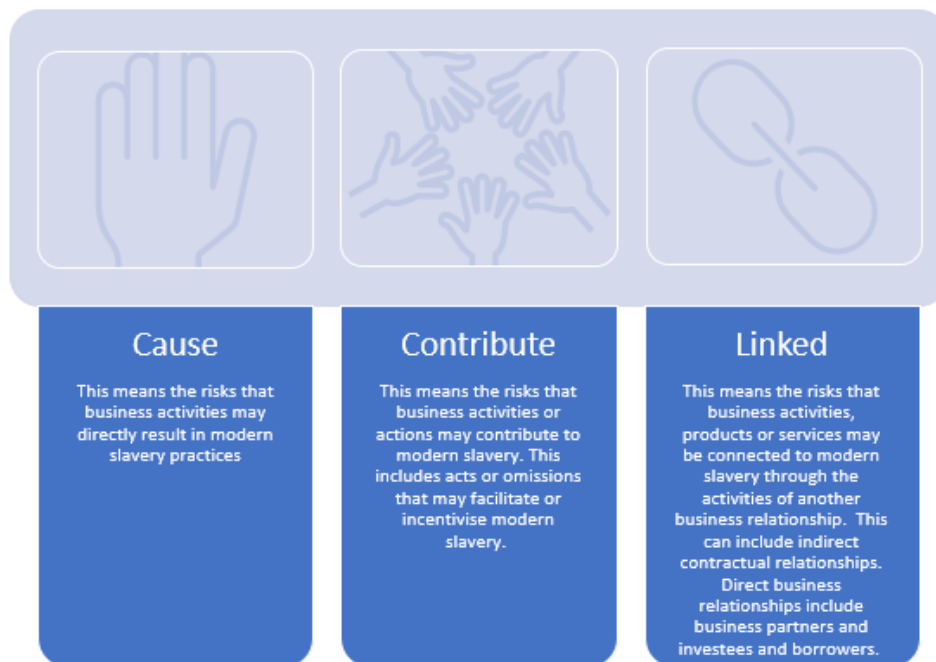 Cause
This means the risks that
business activities may
directly result in modern
slavery practices
Contribute
This means the risks that
business activities or
actions may contribute to
modern slavery. This
includes acts or omissions
that may facilitate or
incentivise modern
slavery.
Linked
This means the risks that
business activities,
products or services may
be connected to modern
slavery through the
activities of another
business relationship.  This
can include indirect
contractual relationships.
Direct business
relationships include
business partners and
investees and borrowers.